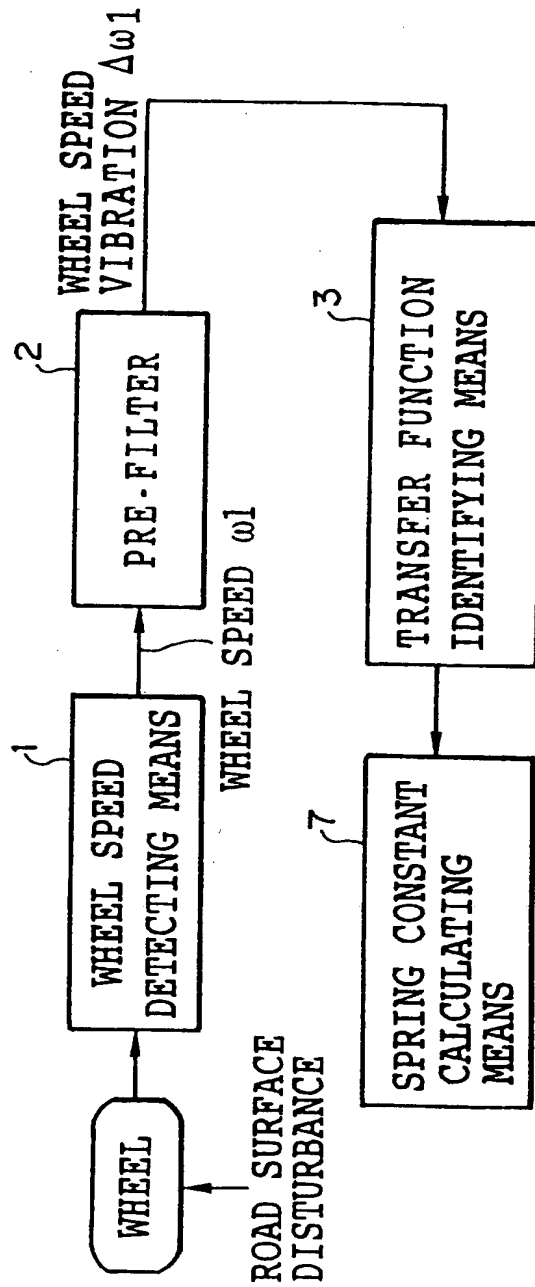 WHEEL
ROAD SURFACE
DISTURBANCE
1
WHEEL SPEED
DETECTING MEANS
WHEEL SPEED ω1
2
PRE-FILTER
WHEEL SPEED
VIBRATION Δω1
3
TRANSFER FUNCTION
IDENTIFYING MEANS
7
SPRING CONSTANT
CALCULATING
MEANS